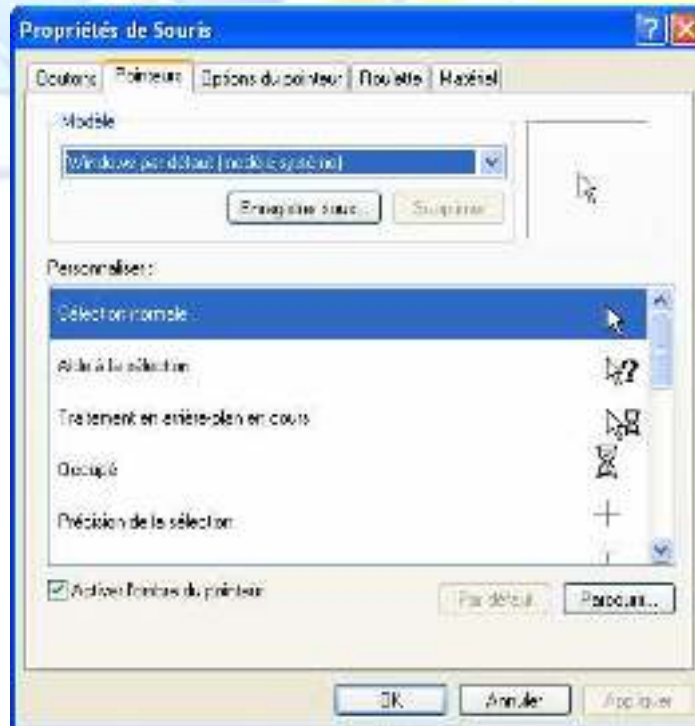 Propriétés de Souris
Boutons Pointeurs Options du pointeur Roulette Matériel
Modèle
Windows par défaut (modèle système)
Enregistrer sous... Supprimer
Personnaliser :
Sélection normale
Aide à la sélection
Traitement en arrière-plan en cours
Occupé
Précision de la sélection
Activer l'ombre du pointeur
Par défaut Parcourir...
OK Annuler Appliquer